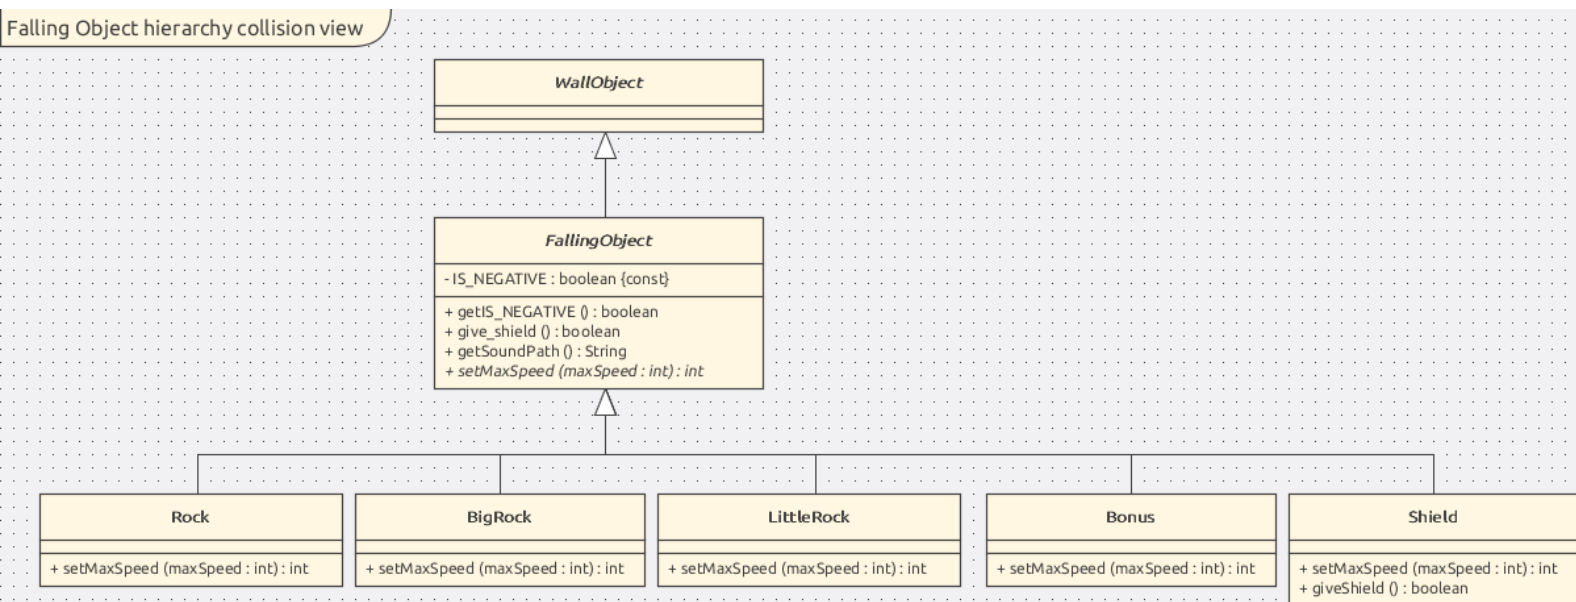 Falling Object hierarchy collision view
WallObject
FallingObject
- IS_NEGATIVE : boolean {const}
+ getIS_NEGATIVE () : boolean
+ give_shield () : boolean
+ getSoundPath () : String
+ setMaxSpeed (maxSpeed : int) : int
Rock
+ setMaxSpeed (maxSpeed : int) : int
BigRock
+ setMaxSpeed (maxSpeed : int) : int
LittleRock
+ setMaxSpeed (maxSpeed : int) : int
Bonus
+ setMaxSpeed (maxSpeed : int) : int
Shield
+ setMaxSpeed (maxSpeed : int) : int
+ giveShield () : boolean